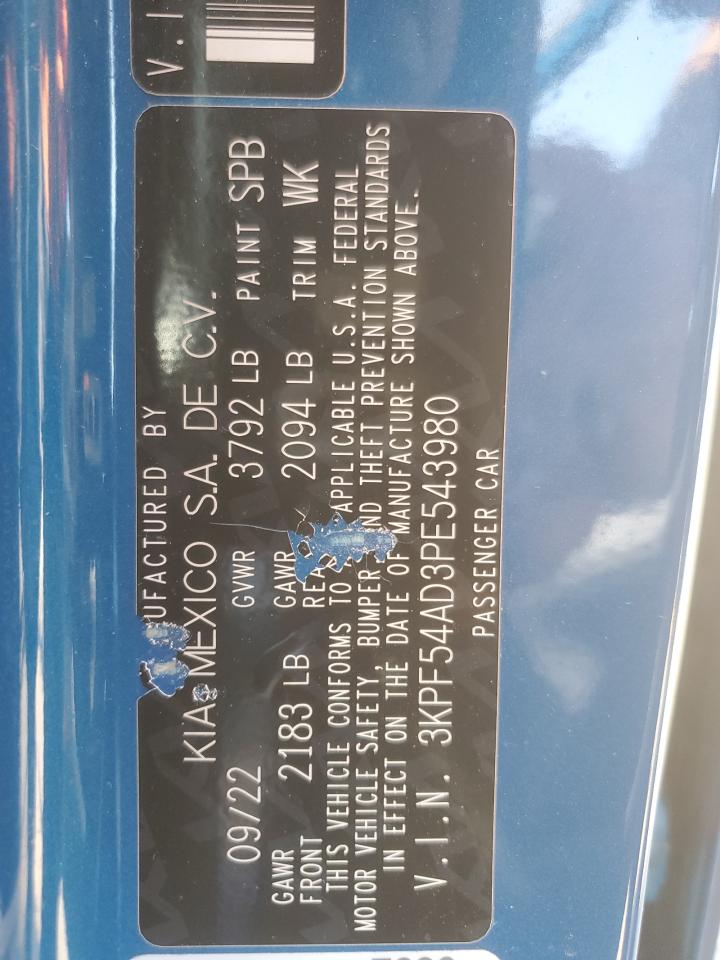 V.I
UFACTURED BY
KIA MEXICO S.A. DE C.V.
09/22 GVWR 3792 LB PAINT SPB
GAWR FRONT 2183 LB GAWR REA 2094 LB TRIM WK
THIS VEHICLE CONFORMS TO APPLICABLE U.S.A. FEDERAL
MOTOR VEHICLE SAFETY, BUMPER ND THEFT PREVENTION STANDARDS
IN EFFECT ON THE DATE OF MANUFACTURE SHOWN ABOVE.
V.I.N. 3KPF54AD3PE543980
PASSENGER CAR